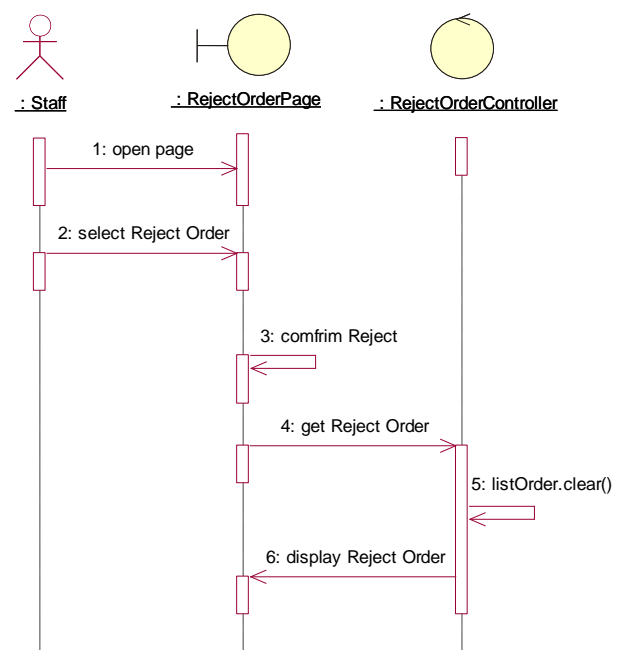 : Staff
: RejectOrderPage
: RejectOrderController
1: open page
2: select Reject Order
3: comfrim Reject
4: get Reject Order
5: listOrder.clear()
6: display Reject Order